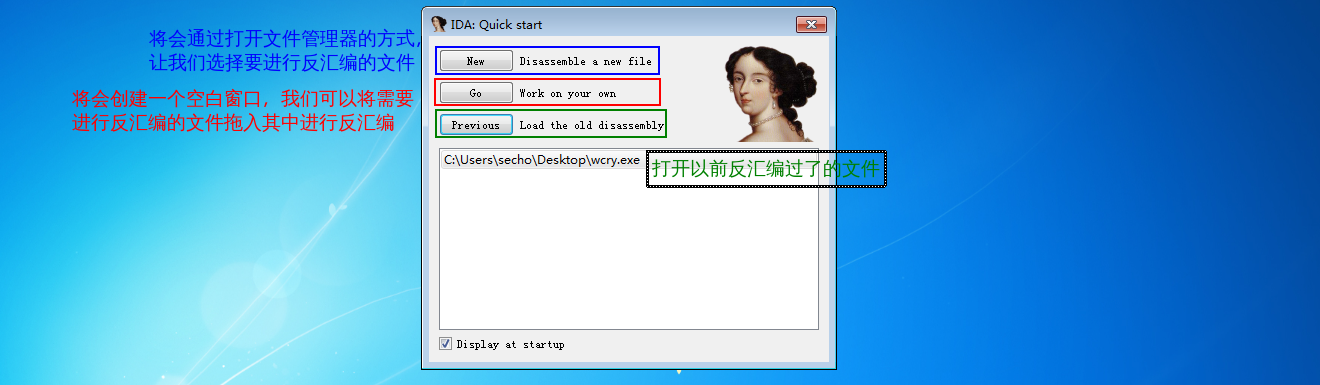 IDA: Quick start
将会通过打开文件管理器的方式,
让我们选择要进行反汇编的文件
New Disassemble a new file
将会创建一个空白窗口，我们可以将需要
进行反汇编的文件拖入其中进行反汇编
Go Work on your own
Previous Load the old disassembly
C:\Users\secho\Desktop\wcry.exe
打开以前反汇编过了的文件
Display at startup